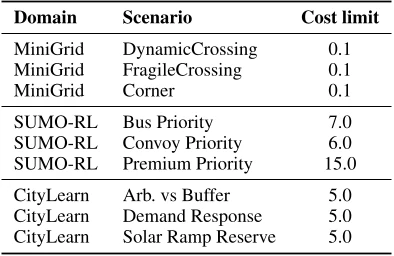 Domain Scenario Cost limit
MiniGrid DynamicCrossing 0.1
MiniGrid FragileCrossing 0.1
MiniGrid Corner 0.1
SUMO-RL Bus Priority 7.0
SUMO-RL Convoy Priority 6.0
SUMO-RL Premium Priority 15.0
CityLearn Arb. vs Buffer 5.0
CityLearn Demand Response 5.0
CityLearn Solar Ramp Reserve 5.0